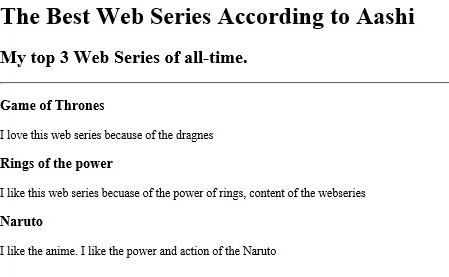 The Best Web Series According to Aashi
My top 3 Web Series of all-time.
Game of Thrones
I love this web series because of the dragnes
Rings of the power
I like this web series becuase of the power of rings, content of the webseries
Naruto
I like the anime. I like the power and action of the Naruto